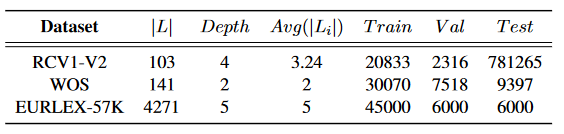 Dataset |L| Depth Avg(|Li|) Train Val Test
RCV1-V2 103 4 3.24 20833 2316 781265
WOS 141 2 2 30070 7518 9397
EURLEX-57K 4271 5 5 45000 6000 6000